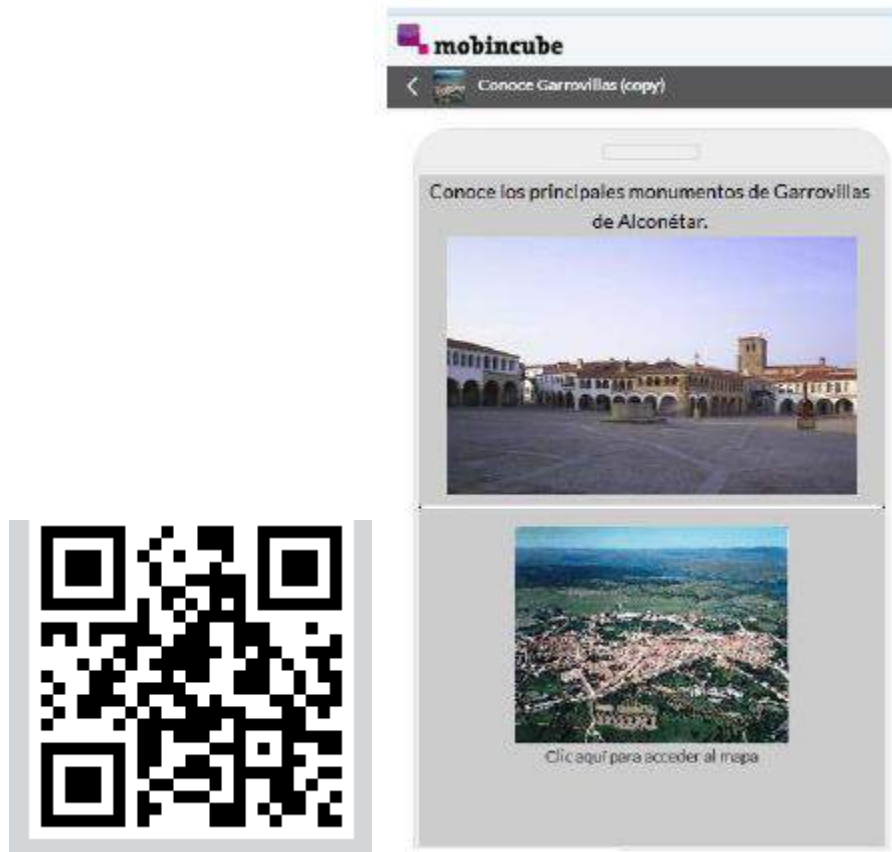 mobincube
Conoce Garrovillas (copy)
Conoce los principales monumentos de Garrovillas
de Alconétar.
Clic aquí para acceder al mapa